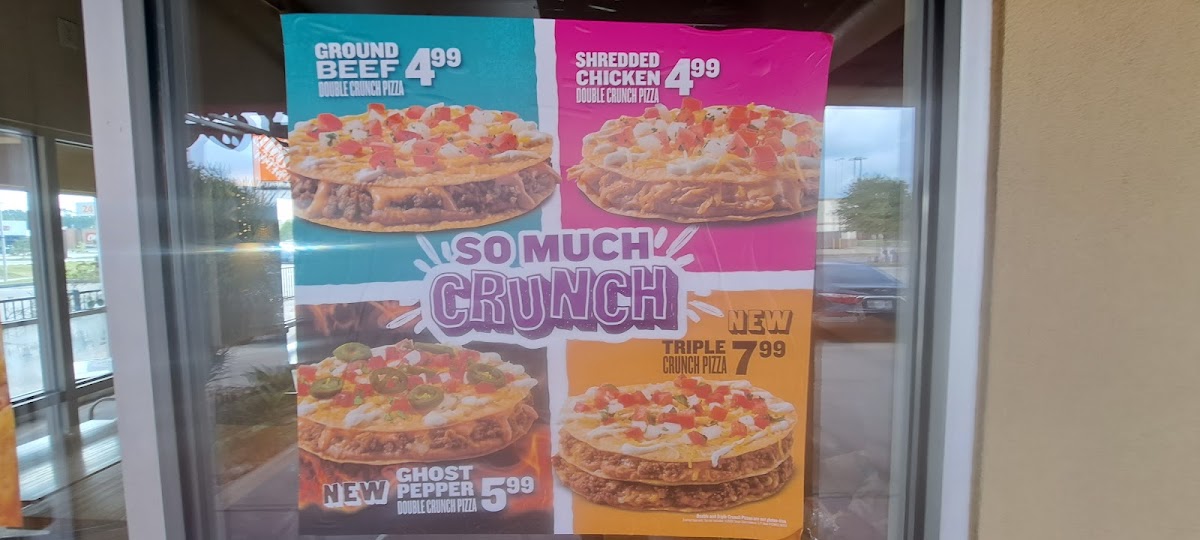 GROUND
BEEF 4.99
DOUBLE CRUNCH PIZZA
SHREDDED
CHICKEN 4.99
DOUBLE CRUNCH PIZZA
SO MUCH
CRUNCH
NEW
GHOST
PEPPER 5.99
DOUBLE CRUNCH PIZZA
NEW
TRIPLE 7.99
CRUNCH PIZZA